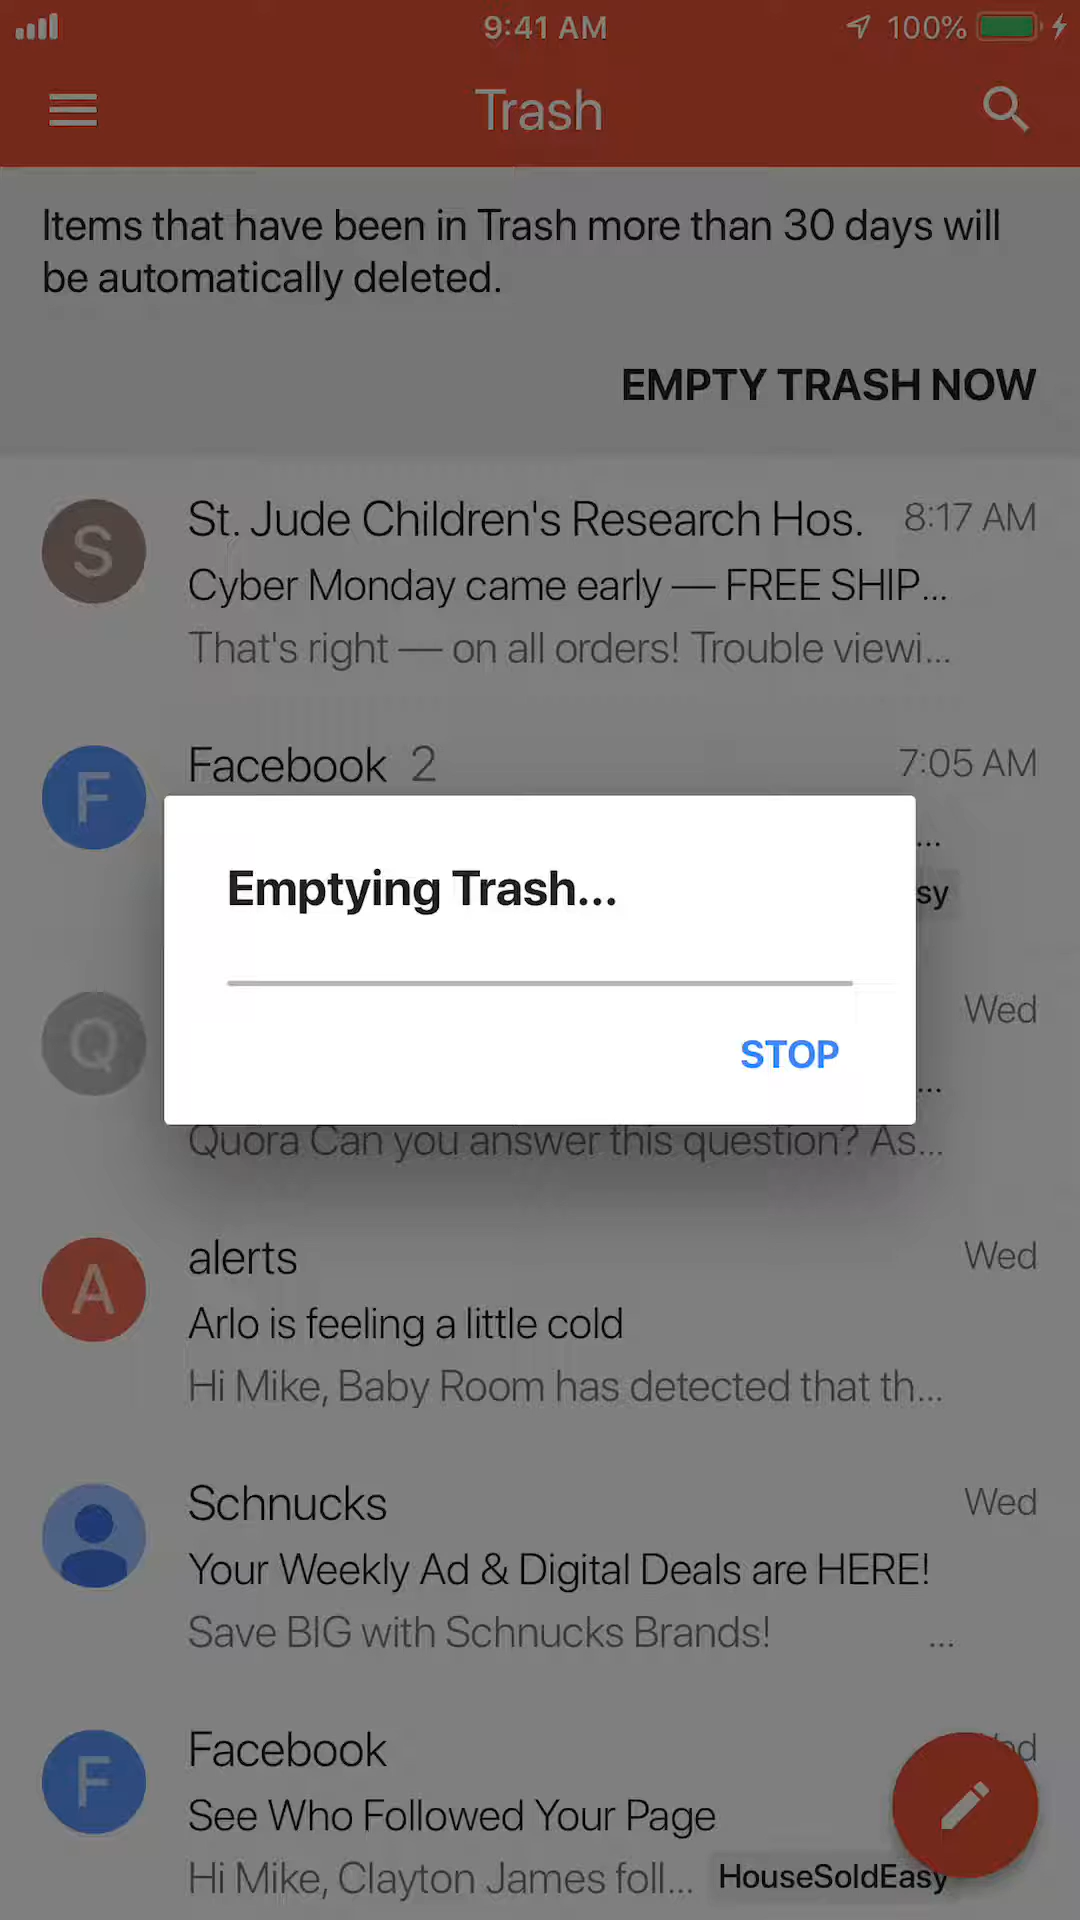 9:41 AM
100%
Trash
Items that have been in Trash more than 30 days will
be automatically deleted.
EMPTY TRASH NOW
S
St. Jude Children's Research Hos.
8:17 AM
Cyber Monday came early — FREE SHIP...
That's right — on all orders! Trouble viewi...
F
Facebook 2
7:05 AM
...
sy
Emptying Trash...
STOP
Q
Wed
...
Quora Can you answer this question? As...
A
alerts
Wed
Arlo is feeling a little cold
Hi Mike, Baby Room has detected that th...
Schnucks
Wed
Your Weekly Ad & Digital Deals are HERE!
Save BIG with Schnucks Brands! ...
F
Facebook
See Who Followed Your Page
Hi Mike, Clayton James foll...
HouseSoldEasy